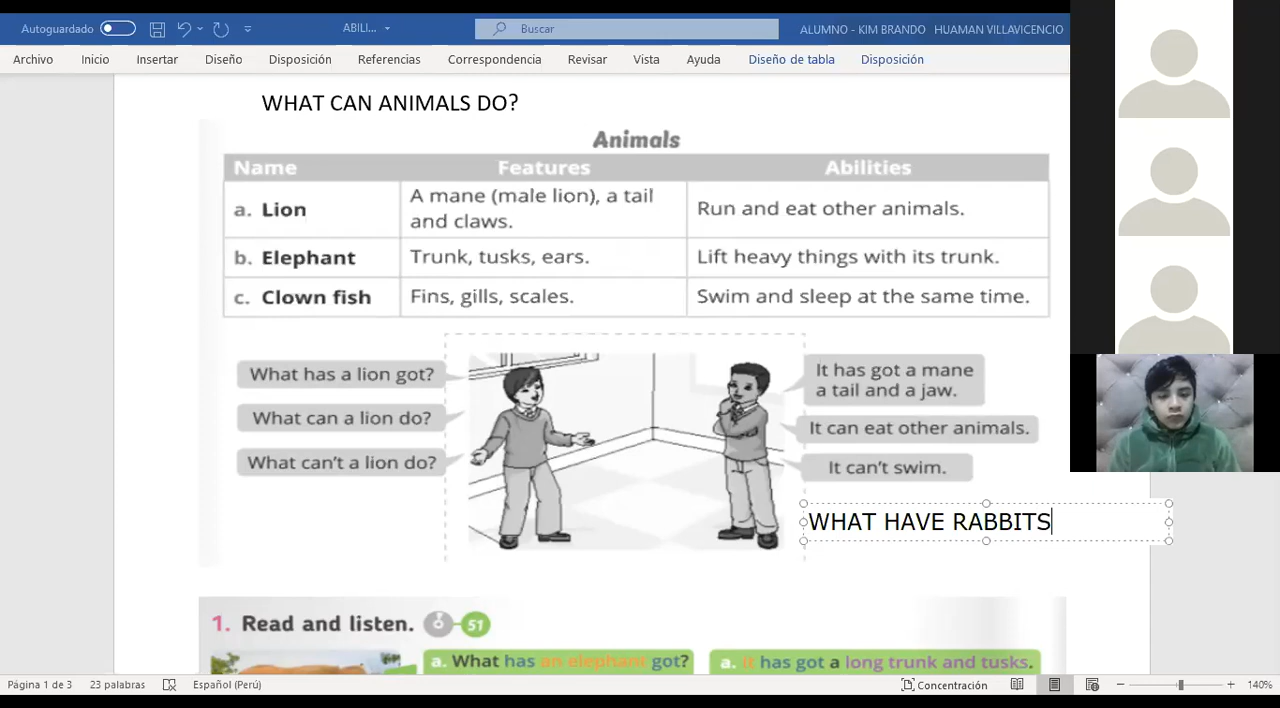 Autoguardado
ABILI...
Buscar
ALUMNO - KIM BRANDO HUAMAN VILLAVICENCIO
Archivo Inicio Insertar Diseño Disposición Referencias Correspondencia Revisar Vista Ayuda Diseño de tabla Disposición
WHAT CAN ANIMALS DO?
Animals
Name Features Abilities
a. Lion A mane (male lion), a tail and claws. Run and eat other animals.
b. Elephant Trunk, tusks, ears. Lift heavy things with its trunk.
c. Clown fish Fins, gills, scales. Swim and sleep at the same time.
What has a lion got?
It has got a mane
a tail and a jaw.
What can a lion do?
It can eat other animals.
What can't a lion do?
It can't swim.
WHAT HAVE RABBITS
1. Read and listen. 51
a. What has an elephant got?
a. It has got a long trunk and tusks.
Página 1 de 3 23 palabras Español (Perú) Concentración 140%